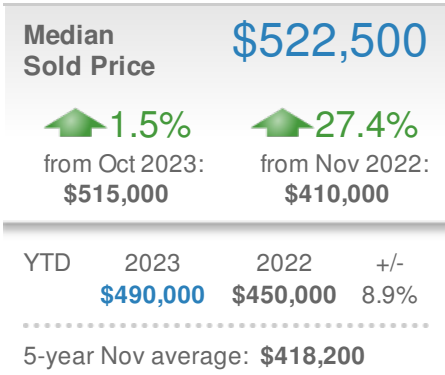 Median
Sold Price
$522,500
1.5%
27.4%
from Oct 2023:
from Nov 2022:
$515,000
$410,000
YTD 2023 2022 +/-
$490,000 $450,000 8.9%
5-year Nov average: $418,200